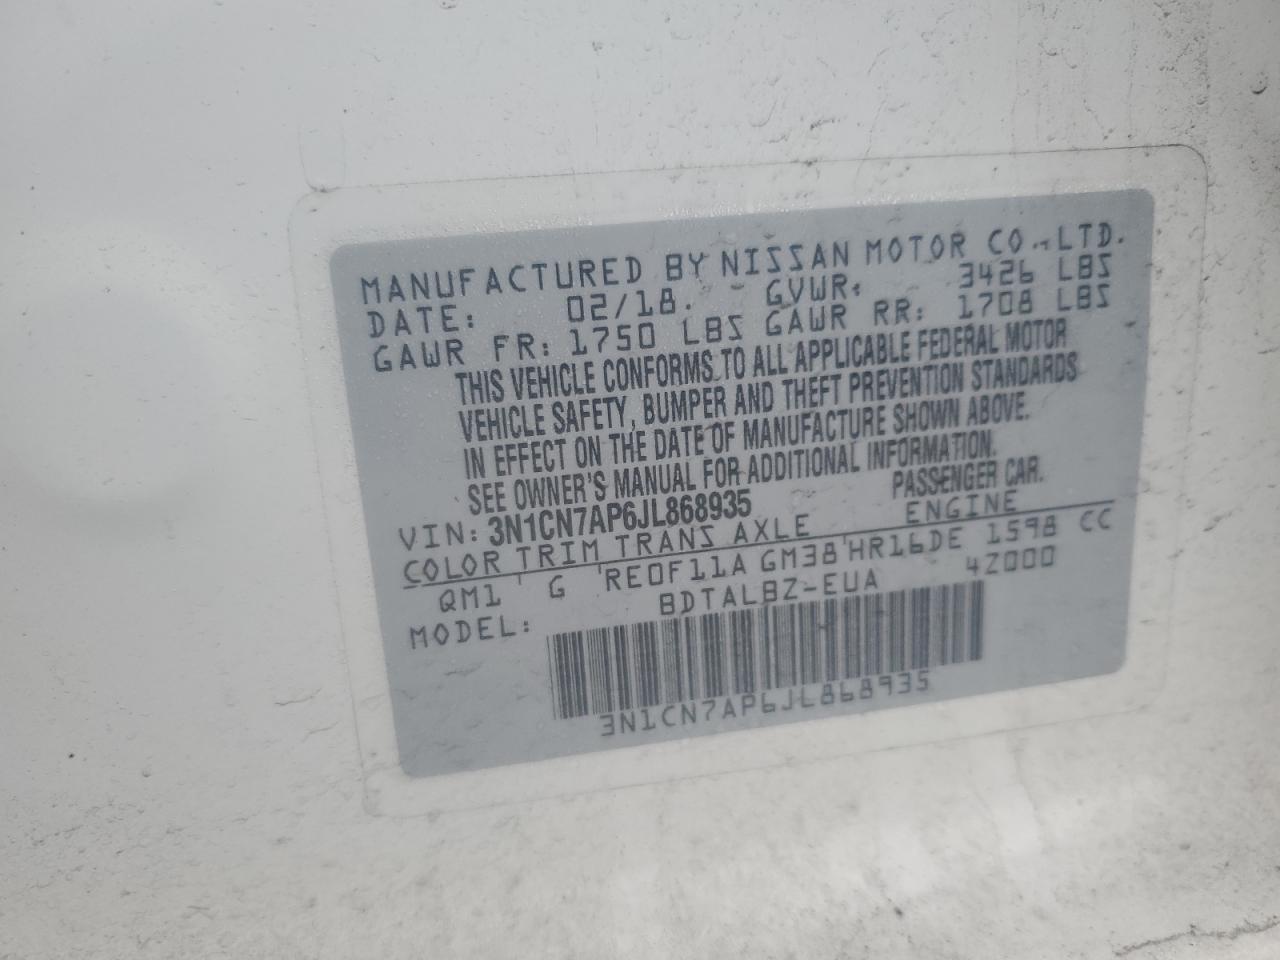 MANUFACTURED BY NISSAN MOTOR CO., LTD.
DATE: 02/18. GVWR: 3426 LBS
GAWR FR: 1750 LBS GAWR RR: 1708 LBS
THIS VEHICLE CONFORMS TO ALL APPLICABLE FEDERAL MOTOR
VEHICLE SAFETY, BUMPER AND THEFT PREVENTION STANDARDS
IN EFFECT ON THE DATE OF MANUFACTURE SHOWN ABOVE.
SEE OWNER'S MANUAL FOR ADDITIONAL INFORMATION.
VIN: 3N1CN7AP6JL868935 PASSENGER CAR.
COLOR TRIM TRANS AXLE ENGINE
QM1 G RE0F11A GM38 HR16DE 1598 CC
MODEL: BDTALBZ-EUA 42000
3N1CN7AP6JL868935